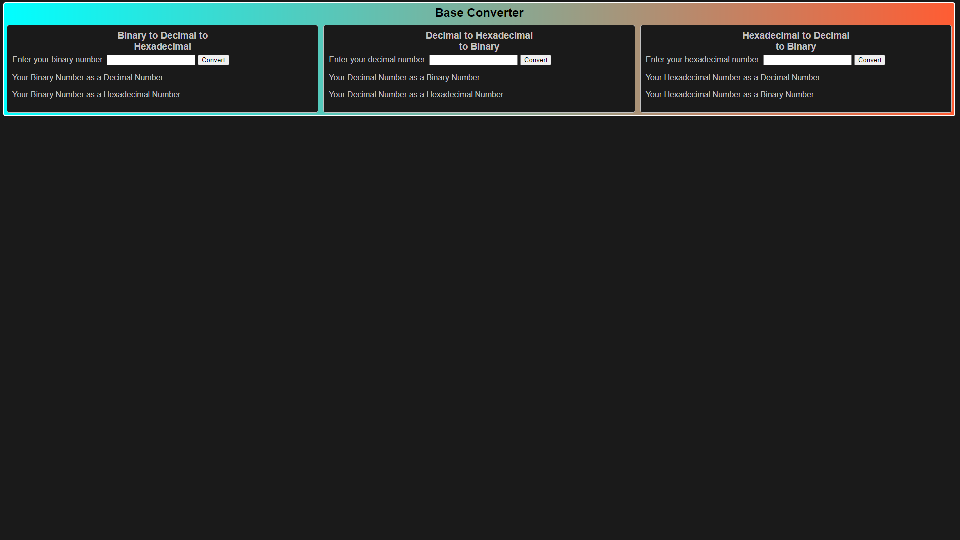 Base Converter
Binary to Decimal to
Hexadecimal
Enter your binary number
Convert
Your Binary Number as a Decimal Number
Your Binary Number as a Hexadecimal Number
Decimal to Hexadecimal
to Binary
Enter your decimal number
Convert
Your Decimal Number as a Binary Number
Your Decimal Number as a Hexadecimal Number
Hexadecimal to Decimal
to Binary
Enter your hexadecimal number
Convert
Your Hexadecimal Number as a Decimal Number
Your Hexadecimal Number as a Binary Number